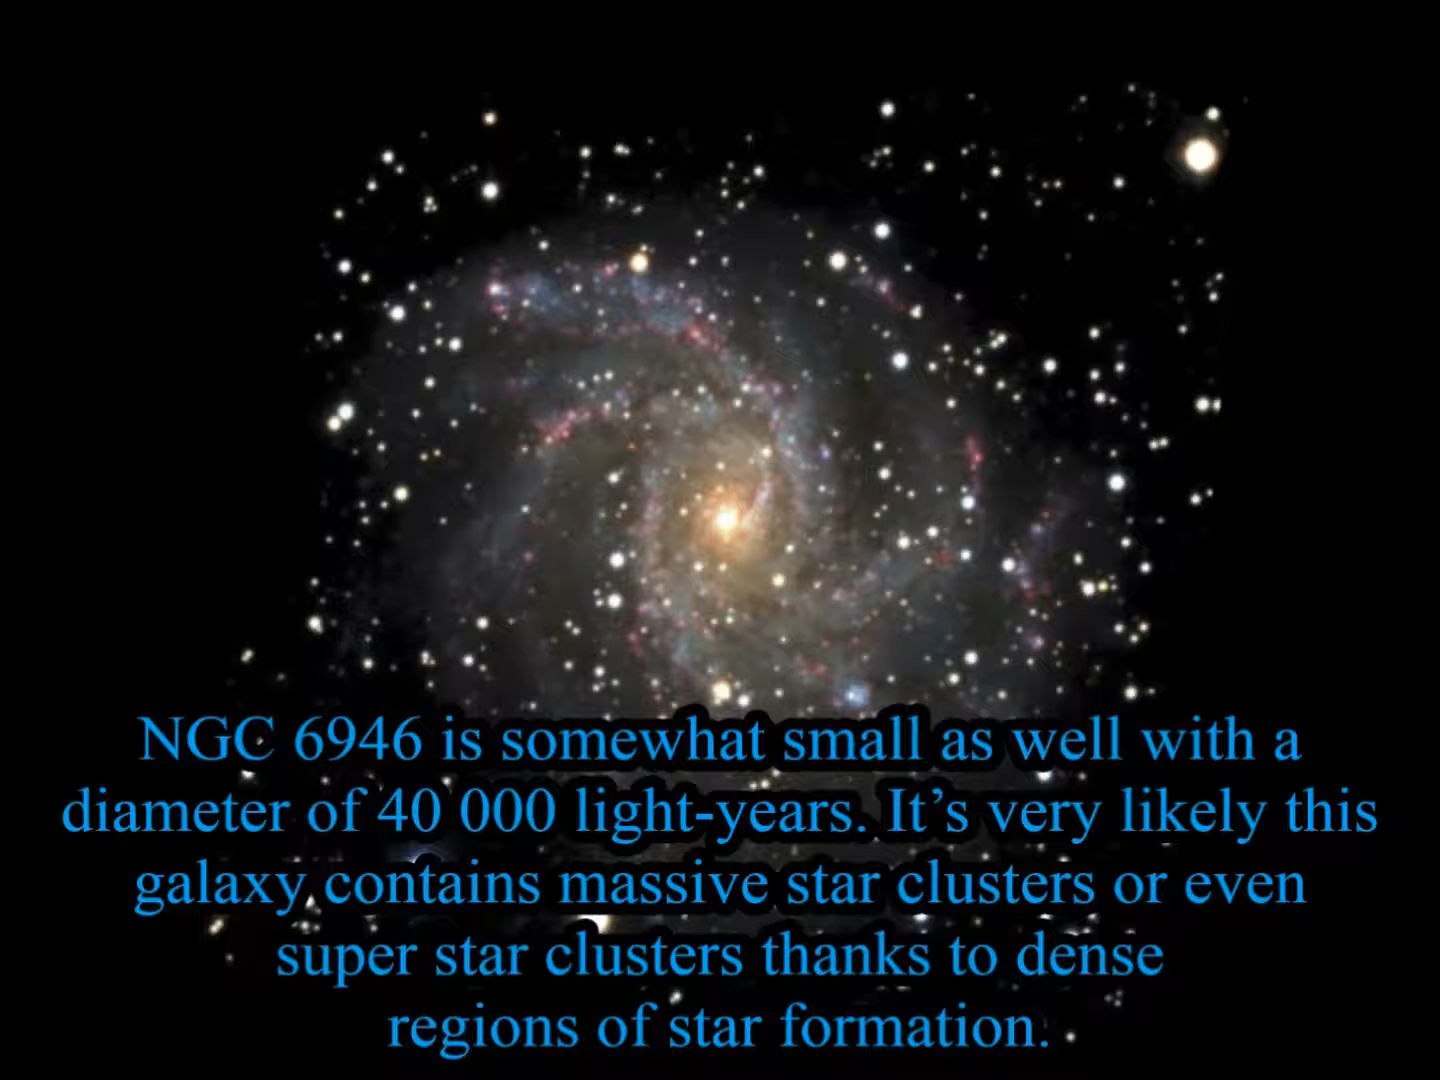 NGC 6946 is somewhat small as well with a
diameter of 40 000 light-years. It’s very likely this
galaxy contains massive star clusters or even
super star clusters thanks to dense
regions of star formation.